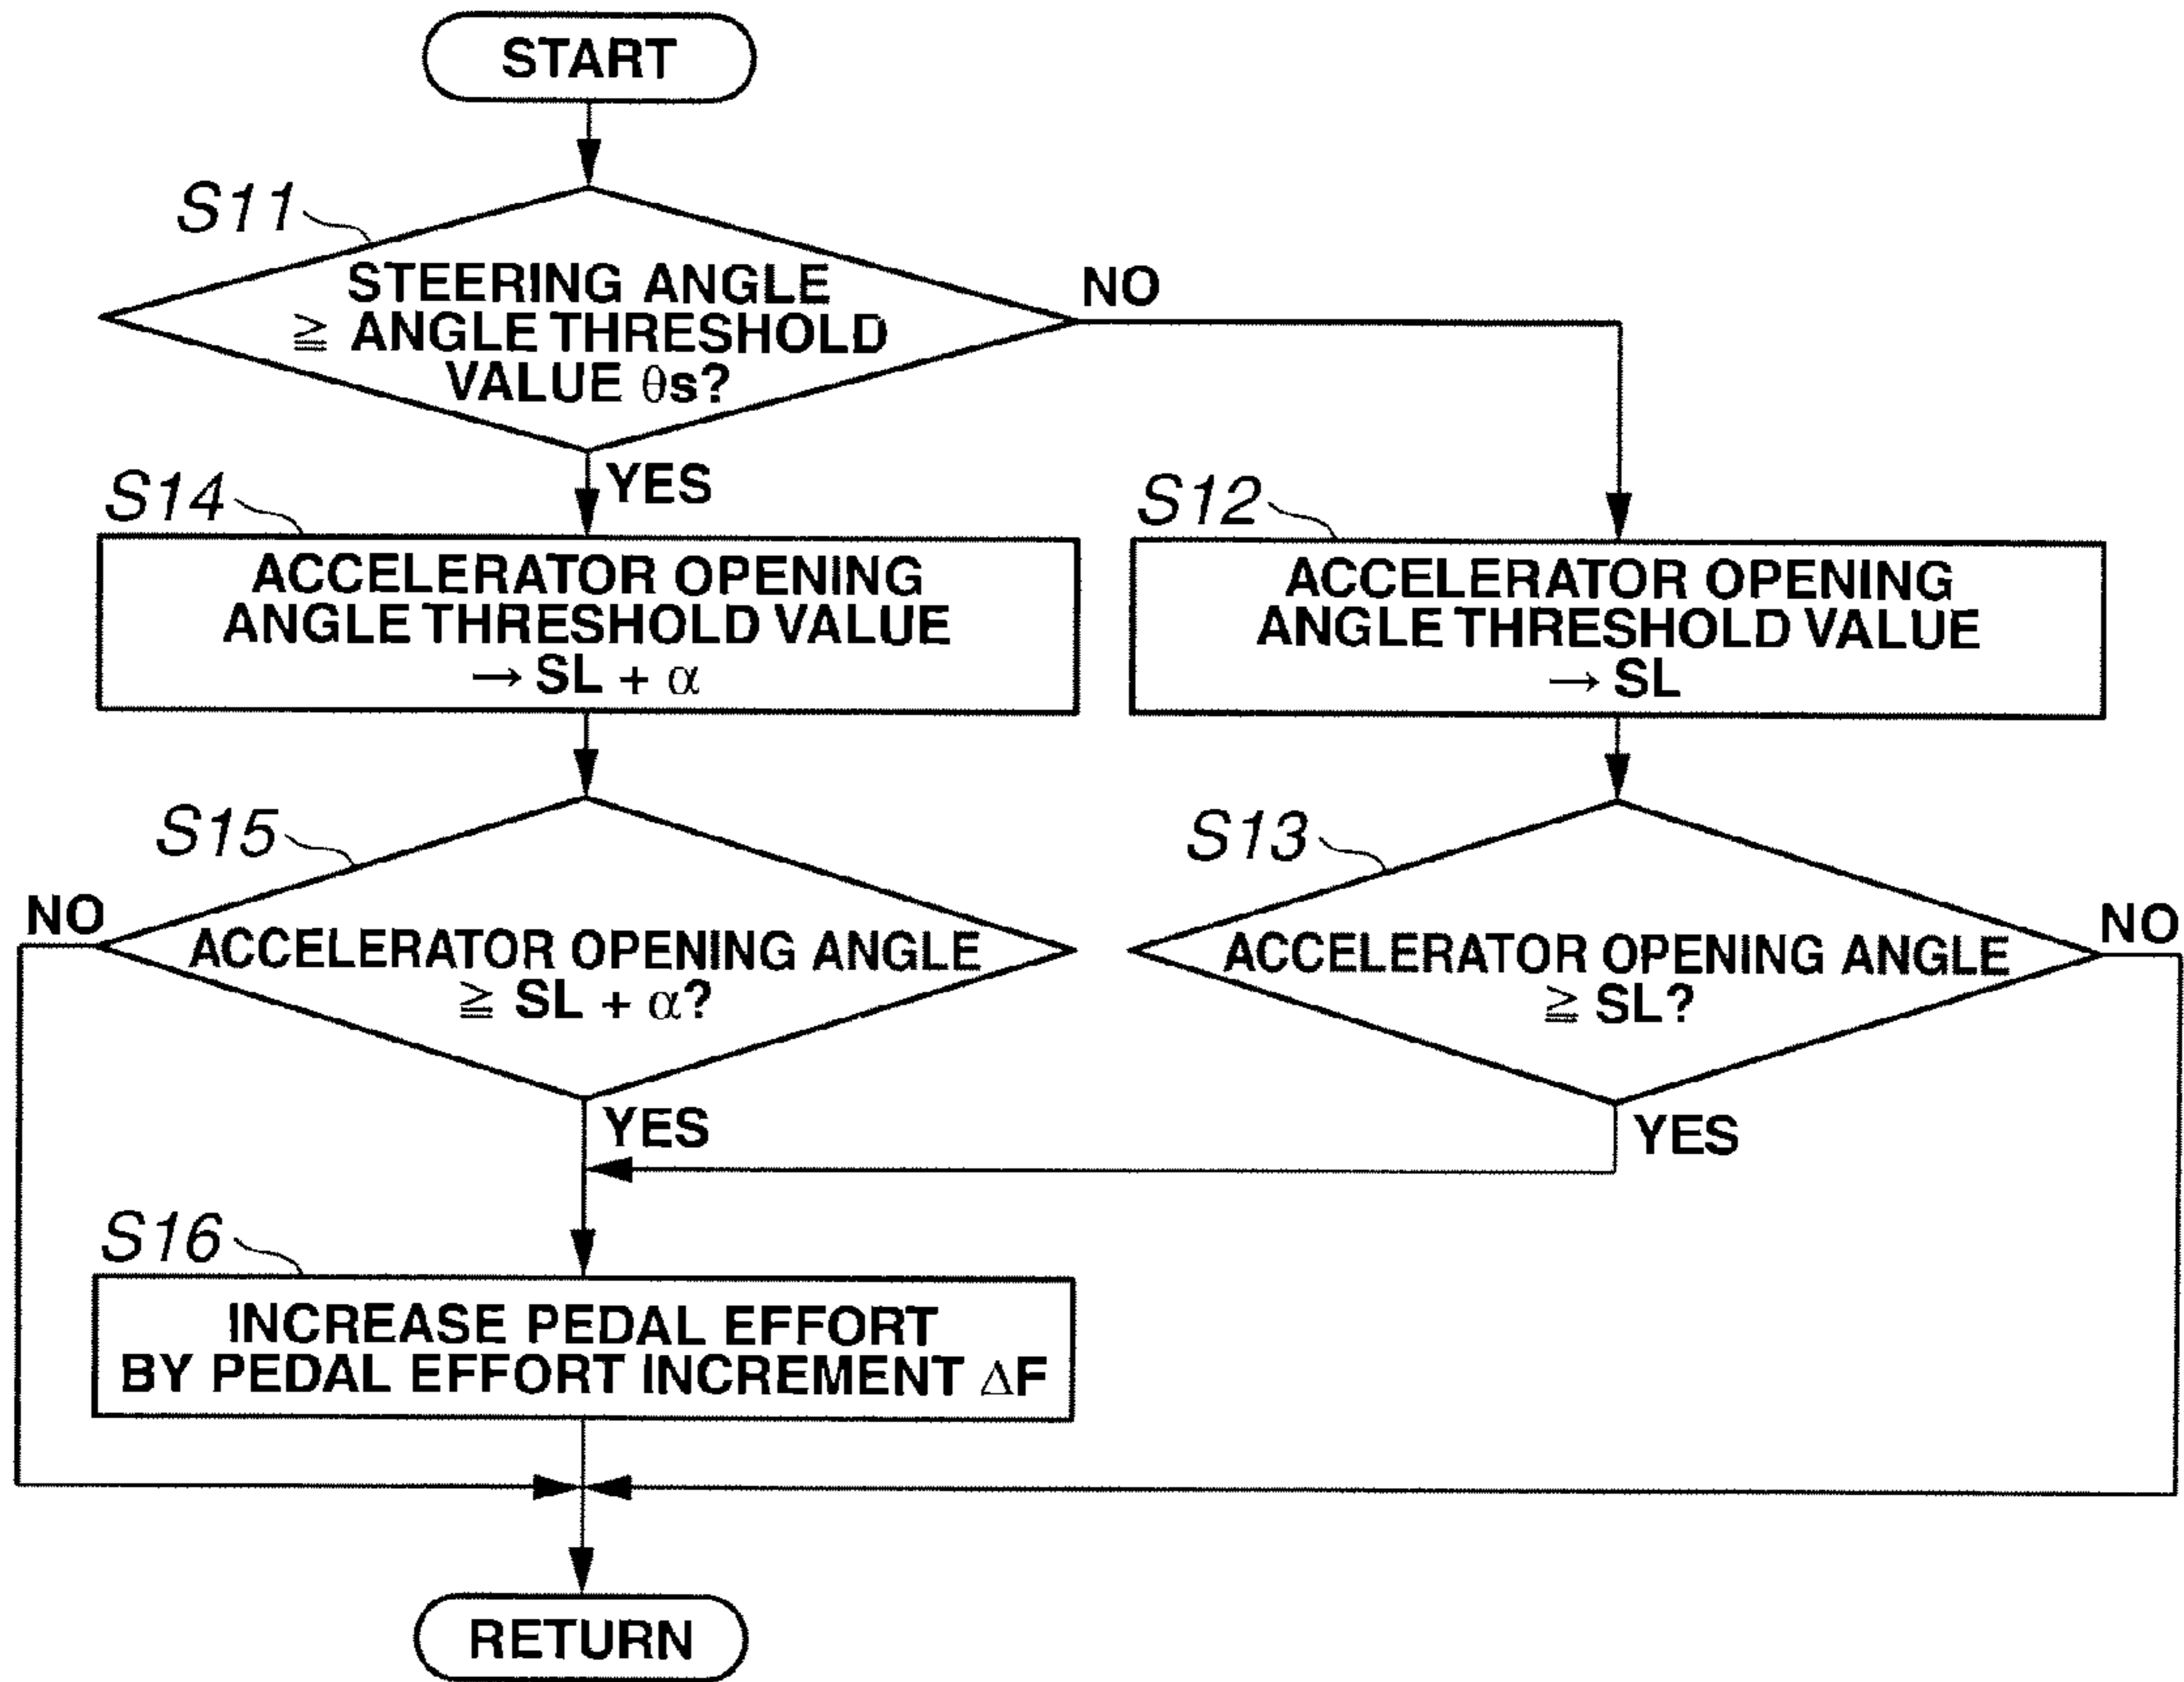 START
S11
STEERING ANGLE
≧ ANGLE THRESHOLD
VALUE θs?
NO
YES
S14
ACCELERATOR OPENING
ANGLE THRESHOLD VALUE
→ SL + α
S12
ACCELERATOR OPENING
ANGLE THRESHOLD VALUE
→ SL
S15
NO
ACCELERATOR OPENING ANGLE
≧ SL + α?
YES
S13
NO
ACCELERATOR OPENING ANGLE
≧ SL?
YES
S16
INCREASE PEDAL EFFORT
BY PEDAL EFFORT INCREMENT ΔF
RETURN